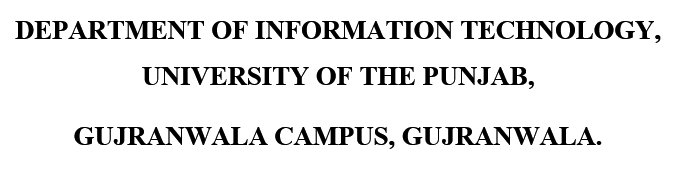 DEPARTMENT OF INFORMATION TECHNOLOGY,
UNIVERSITY OF THE PUNJAB,
GUJRANWALA CAMPUS, GUJRANWALA.